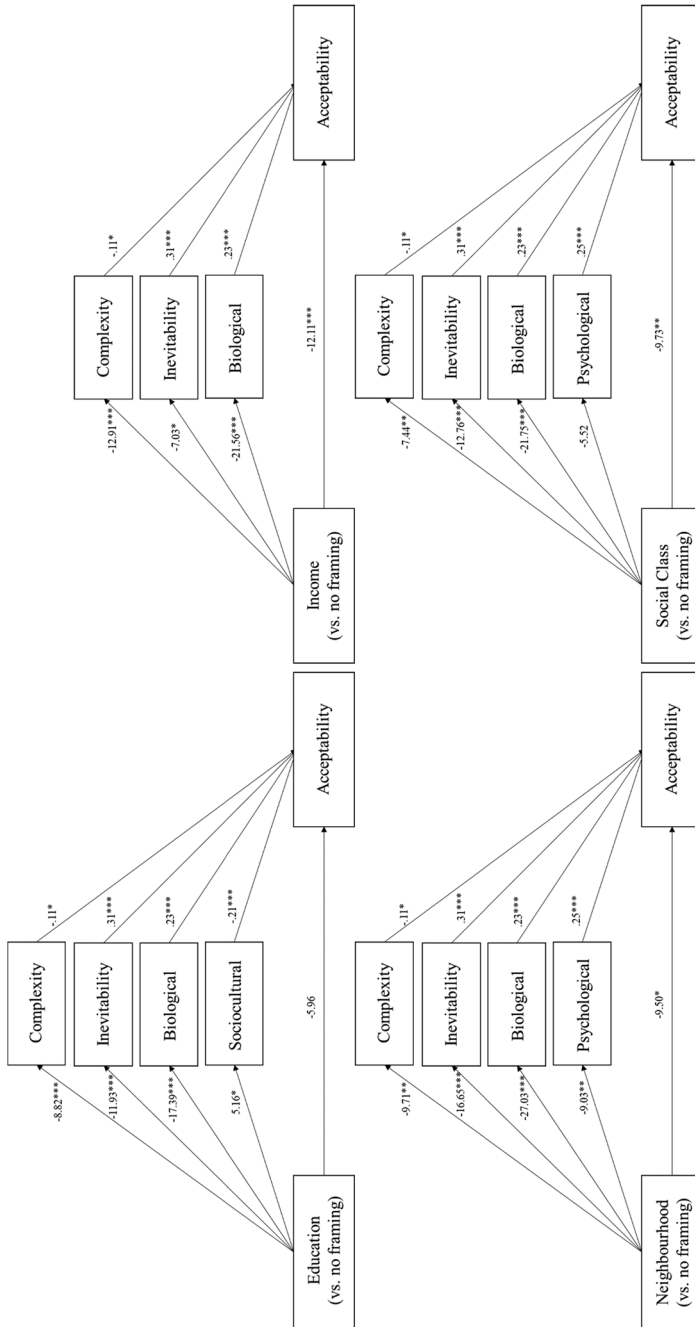 Complexity
-8.82***
-.11*
Inevitability
-11.93***
.31***
Biological
-17.39***
.23***
Sociocultural
5.16*
-.21***
Education
(vs. no framing)
-5.96
Acceptability
Complexity
-12.91***
-.11*
Inevitability
-7.03*
.31***
Biological
-21.56***
.23***
Income
(vs. no framing)
-12.11***
Acceptability
Complexity
-9.71**
-.11*
Inevitability
-16.65***
.31***
Biological
-27.03***
.23***
Psychological
-9.03**
.25***
Neighbourhood
(vs. no framing)
-9.50*
Acceptability
Complexity
-7.44**
-.11*
Inevitability
-12.76***
.31***
Biological
-21.75***
.23***
Psychological
-5.52
.25***
Social Class
(vs. no framing)
-9.73**
Acceptability